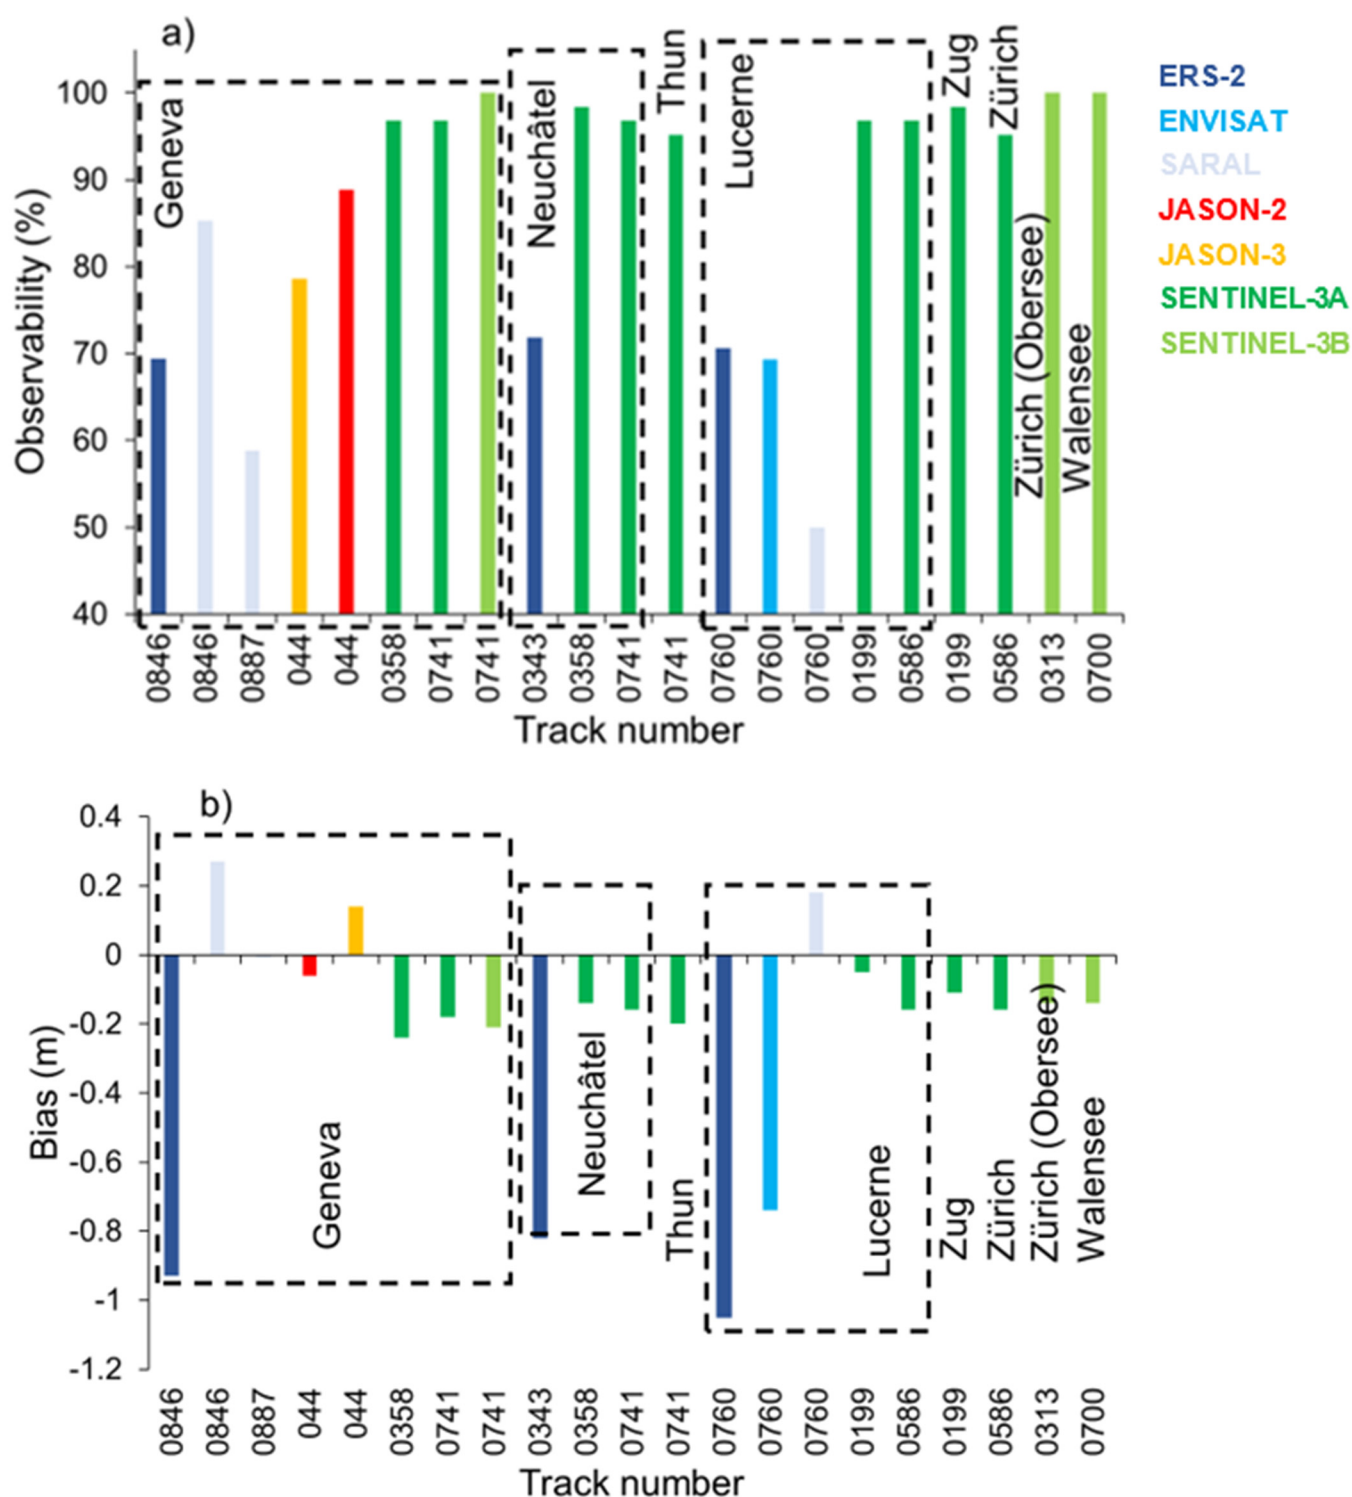 a)
ERS-2
ENVISAT
SARAL
JASON-2
JASON-3
SENTINEL-3A
SENTINEL-3B
Observability (%)
100
90
80
70
60
50
40
Geneva
Neuchâtel
Thun
Lucerne
Zug
Zürich
Zürich (Obersee)
Walensee
0846 0846 0887 0444 0444 0358 0741 0741 0343 0358 0741 0741 0760 0760 0760 0199 0586 0199 0586 0313 0700
Track number
b)
Bias (m)
0.4
0.2
0
-0.2
-0.4
-0.6
-0.8
-1
-1.2
Geneva
Neuchâtel
Thun
Lucerne
Zug
Zürich
Zürich (Obersee)
Walensee
0846 0846 0887 0444 0444 0358 0741 0741 0343 0358 0741 0741 0760 0760 0760 0199 0586 0199 0586 0313 0700
Track number